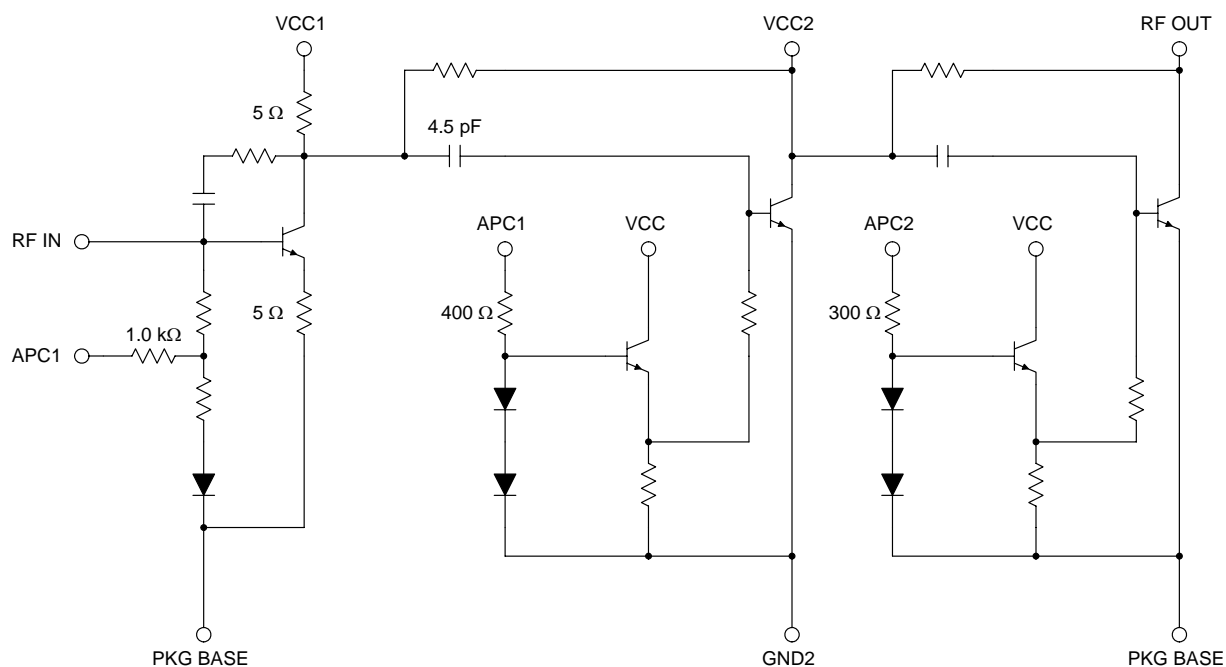 VCC1
VCC2
RF OUT
5 Ω
4.5 pF
APC1
VCC
APC2
VCC
RF IN
5 Ω
400 Ω
300 Ω
1.0 kΩ
APC1
PKG BASE
GND2
PKG BASE